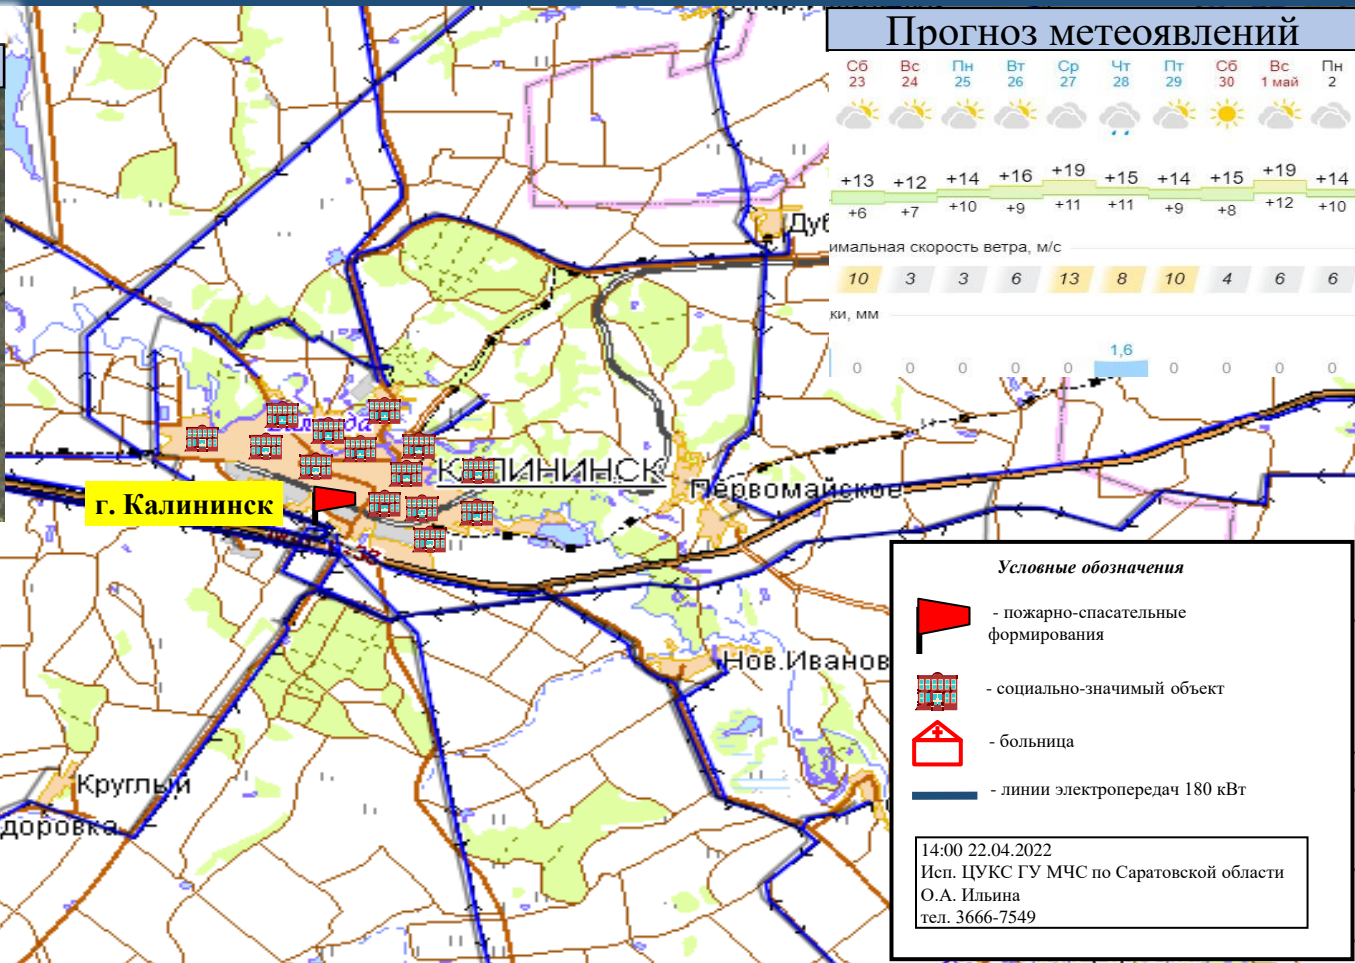 Прогноз метеоявлений
Сб Вс Пн Вт Ср Чт Пт Сб Вс Пн
23 24 25 26 27 28 29 30 1 май 2
+13 +12 +14 +16 +19 +15 +14 +15 +19 +14
+6 +7 +10 +9 +11 +11 +9 +8 +12 +10
имальная скорость ветра, м/с
10 3 3 6 13 8 10 4 6 6
ки, мм
1,6
0 0 0 0 0 0 0 0 0
Дуб
КАЛИНИНСК
Первомайское
г. Калининск
Нов.Иванов
Круглый
доровка
Условные обозначения
- пожарно-спасательные
формирования
- социально-значимый объект
- больница
- линии электропередач 180 кВт
14:00 22.04.2022
Исп. ЦУКС ГУ МЧС по Саратовской области
О.А. Ильина
тел. 3666-7549